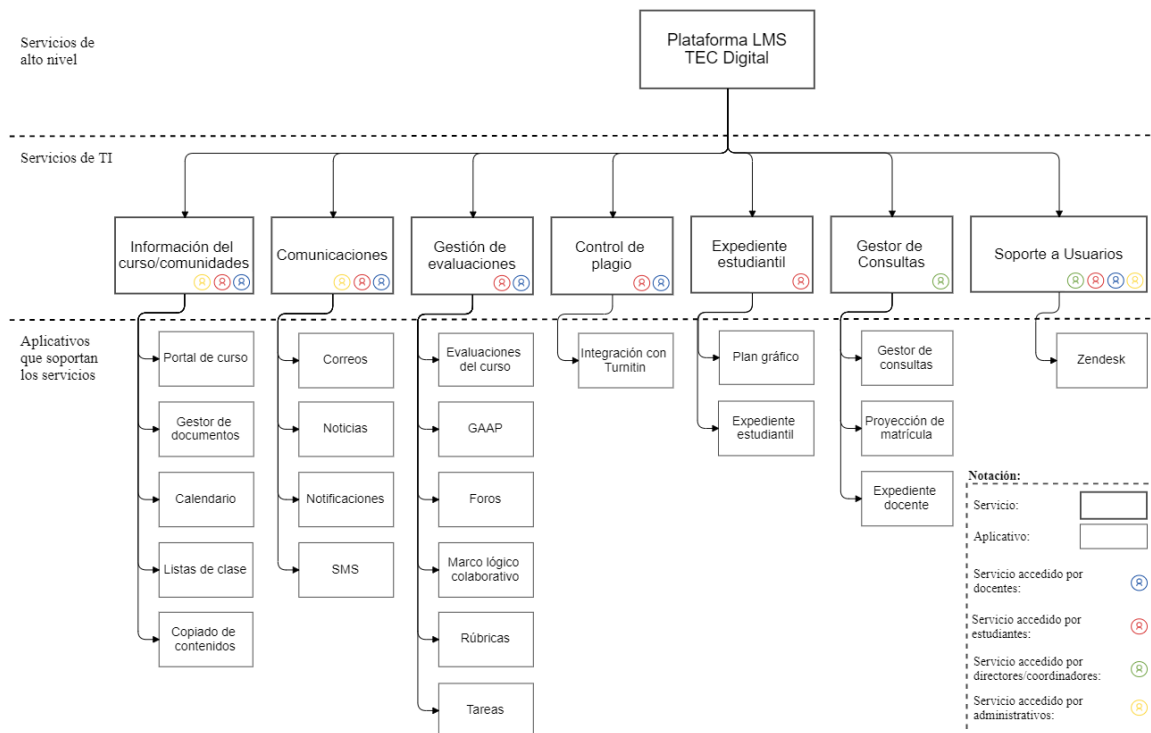 Servicios de
alto nivel
Plataforma LMS
TEC Digital
Servicios de TI
Información del
curso/comunidades
Comunicaciones
Gestión de
evaluaciones
Control de
plagio
Expediente
estudiantil
Gestor de
Consultas
Soporte a Usuarios
Aplicativos
que soportan
los servicios
Portal de curso
Gestor de
documentos
Calendario
Listas de clase
Copiado de
contenidos
Correos
Noticias
Notificaciones
SMS
Evaluaciones
del curso
GAAP
Foros
Marco lógico
colaborativo
Rúbricas
Tareas
Integración con
Turnitin
Plan gráfico
Expediente
estudiantil
Gestor de
consultas
Proyección de
matrícula
Expediente
docente
Zendesk
Notación:
Servicio:
Aplicativo:
Servicio accedido por
docentes:
Servicio accedido por
estudiantes:
Servicio accedido por
directores/coordinadores:
Servicio accedido por
administrativos: